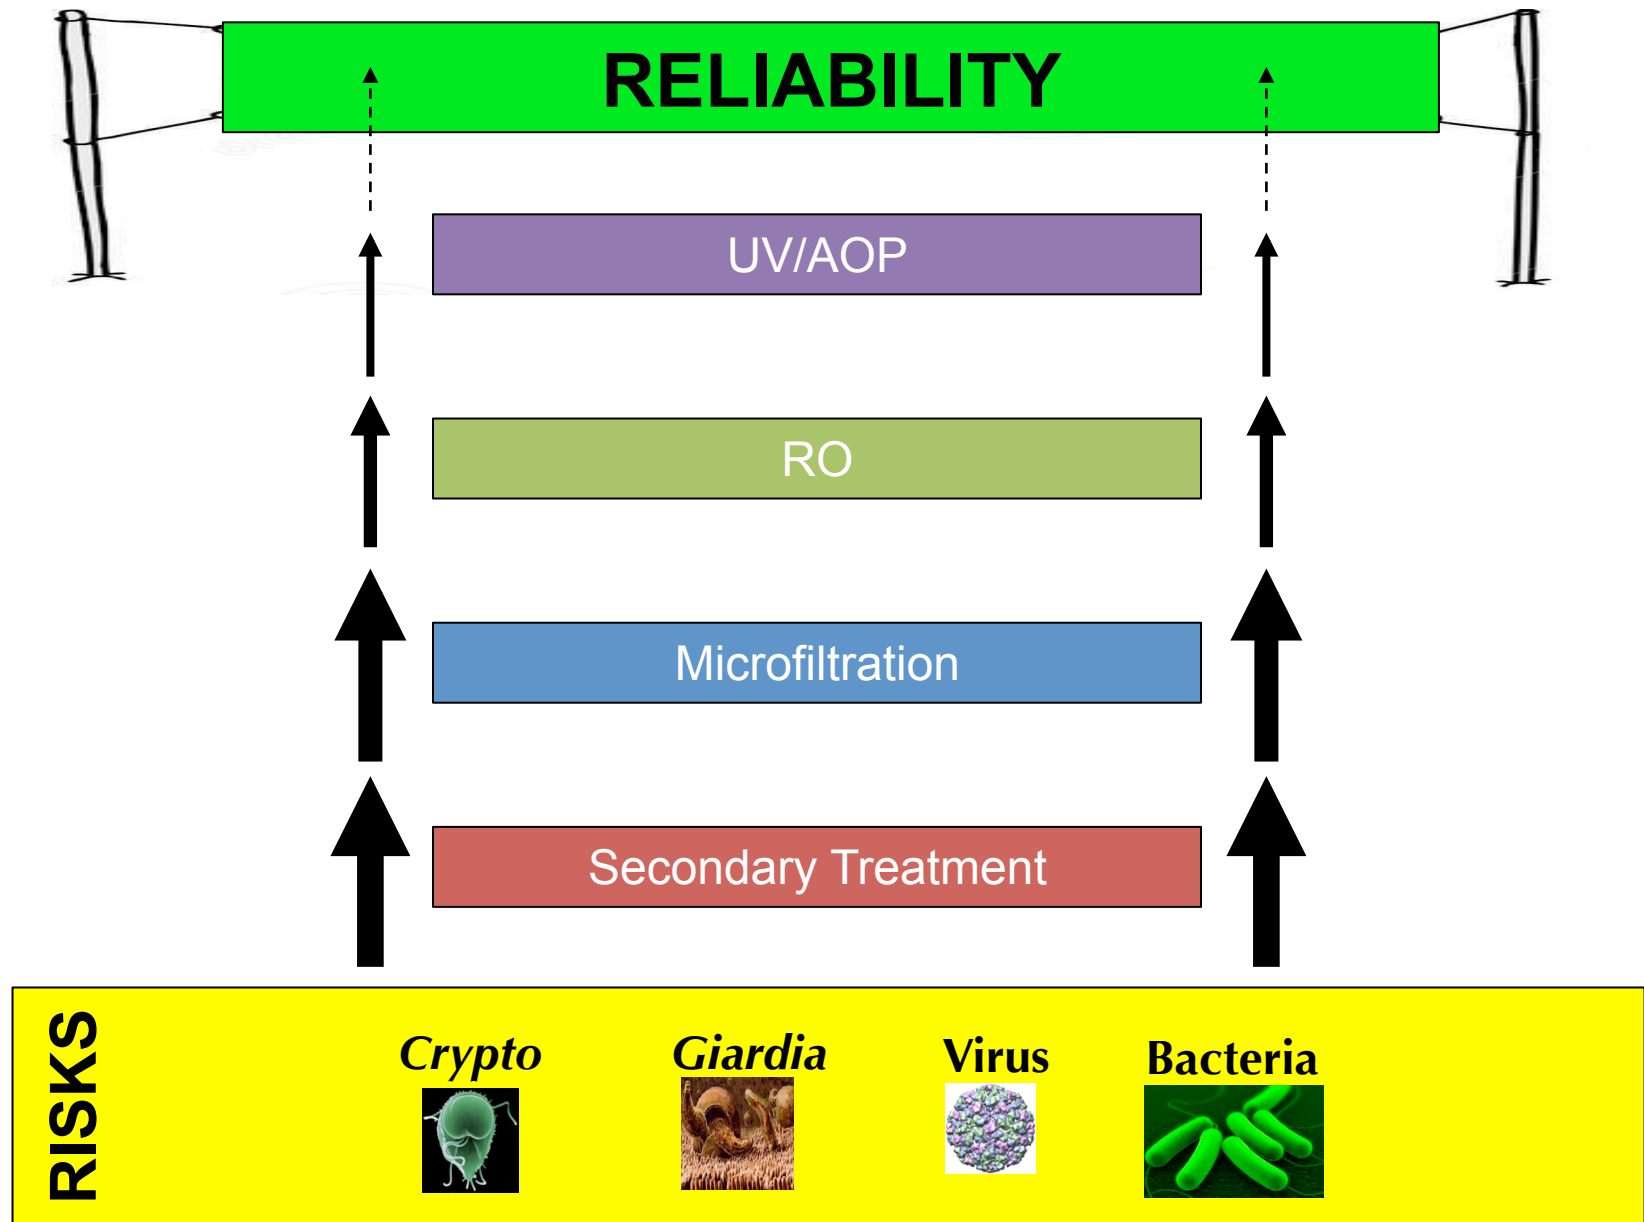 RELIABILITY
UV/AOP
RO
Microfiltration
Secondary Treatment
RISKS
Crypto Giardia Virus Bacteria